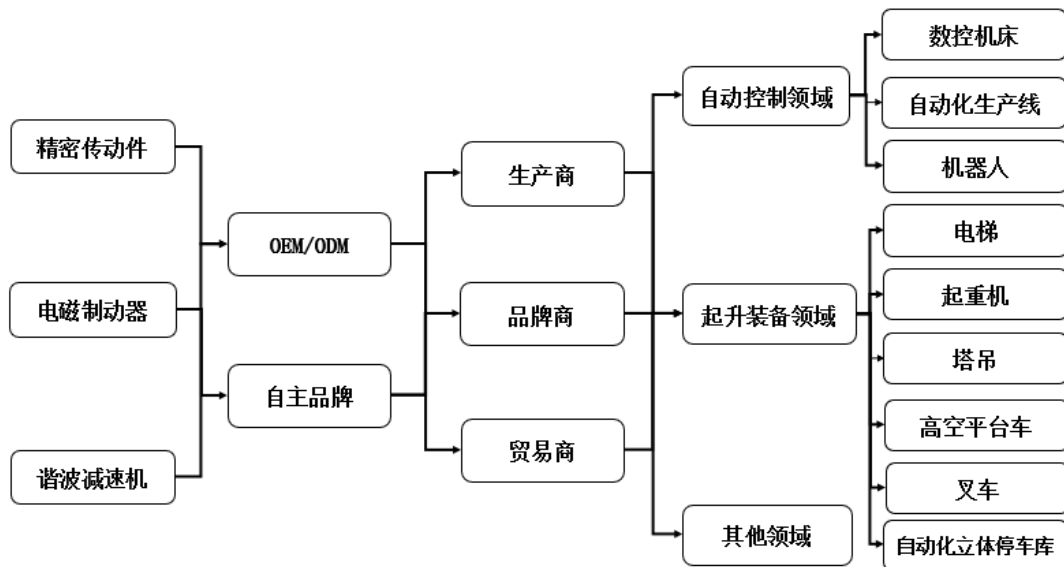 精密传动件
电磁制动器
谐波减速机
OEM/ODM
自主品牌
生产商
品牌商
贸易商
自动控制领域
起升装备领域
其他领域
数控机床
自动化生产线
机器人
电梯
起重机
塔吊
高空平台车
叉车
自动化立体停车库